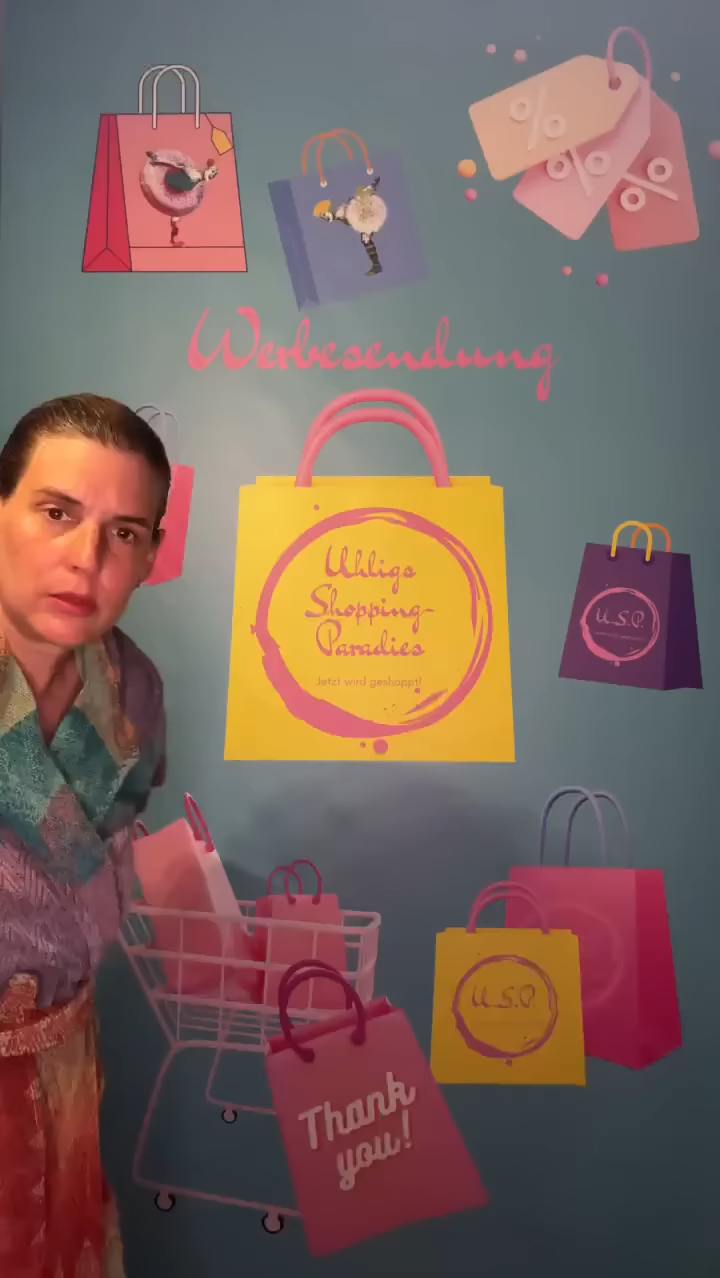 Werbesendung
Uhligs
Shopping-
Paradies
Jetzt wird geshoppt!
U.S.P.
U.S.P.
Thank
you!